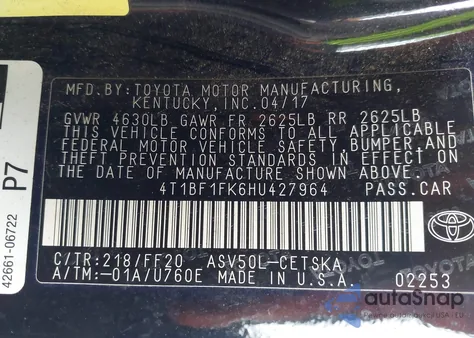 MFD.BY:TOYOTA MOTOR MANUFACTURING,
KENTUCKY, INC. 04/17
GVWR 4630LB GAWR FR 2625LB RR 2625LB
THIS VEHICLE CONFORMS TO ALL APPLICABLE
FEDERAL MOTOR VEHICLE SAFETY, BUMPER, AND
THEFT PREVENTION STANDARDS IN EFFECT ON
THE DATE OF MANUFACTURE SHOWN ABOVE.
4T1BF1FK6HU427964 PASS.CAR
C/TR:218/FF20 ASV50L-CETSKA
A/TM:-01A/U760E MADE IN U.S.A. 02253
TOYOTA
42661-06722
P7
autoSnap